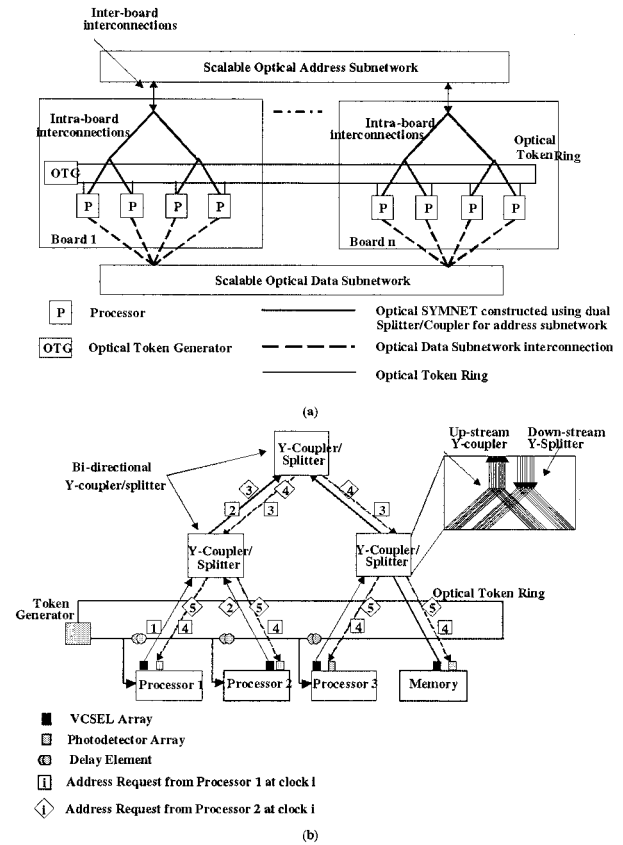 Inter-board
interconnections
Scalable Optical Address Subnetwork
Intra-board
interconnections
Intra-board
interconnections
Optical
Token Ring
OTG
P
P
P
P
P
P
P
P
Board 1
Board n
Scalable Optical Data Subnetwork
P
Processor
Optical SYMNET constructed using dual
Splitter/Coupler for address subnetwork
OTG
Optical Token Generator
Optical Data Subnetwork interconnection
Optical Token Ring
(a)
Up-stream
Y-coupler
Down-stream
Y-Splitter
Y-Coupler/
Splitter
Bi-directional
Y-coupler/splitter
3
4
4
2
3
3
Y-Coupler/
Splitter
Y-Coupler/
Splitter
Optical Token Ring
Token
Generator
5
2
5
5
5
1
4
4
4
4
Processor 1
Processor 2
Processor 3
Memory
VCSEL Array
Photodetector Array
Delay Element
i
Address Request from Processor 1 at clock i
i
Address Request from Processor 2 at clock i
(b)